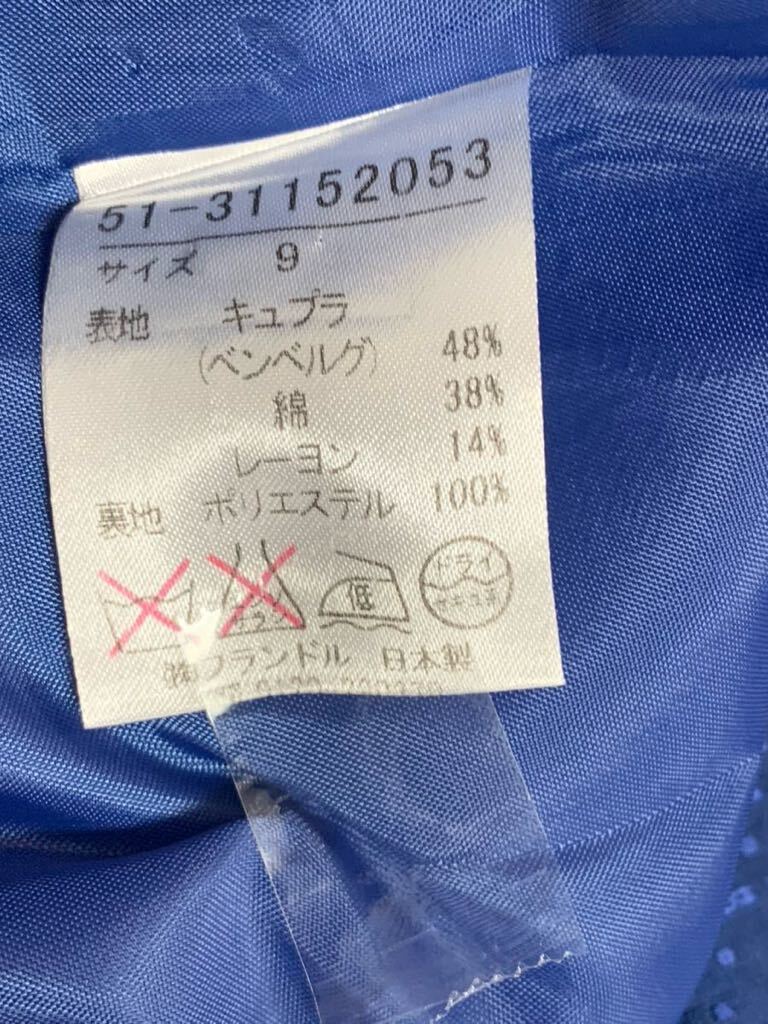 51-31152053
サイズ 9
表地 キュプラ
(ベンベルグ) 48%
綿 38%
レーヨン 14%
裏地 ポリエステル 100%
低 ドライ
㈱フランドル 日本製